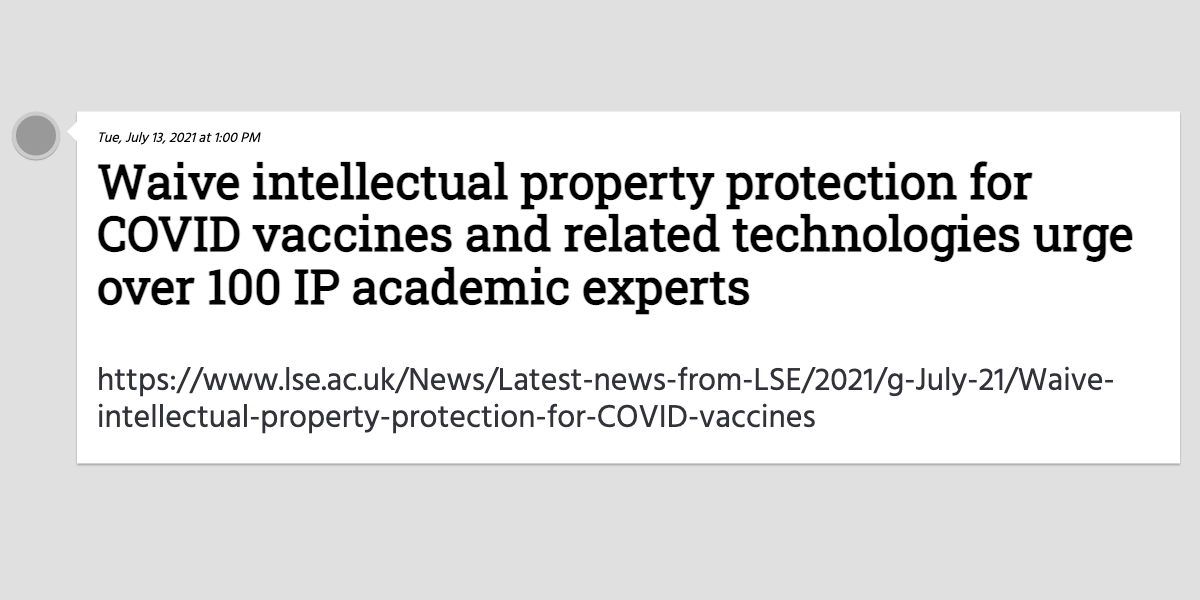 Tue, July 13, 2021 at 1:00 PM
Waive intellectual property protection for
COVID vaccines and related technologies urge
over 100 IP academic experts
https://www.lse.ac.uk/News/Latest-news-from-LSE/2021/g-July-21/Waive-
intellectual-property-protection-for-COVID-vaccines